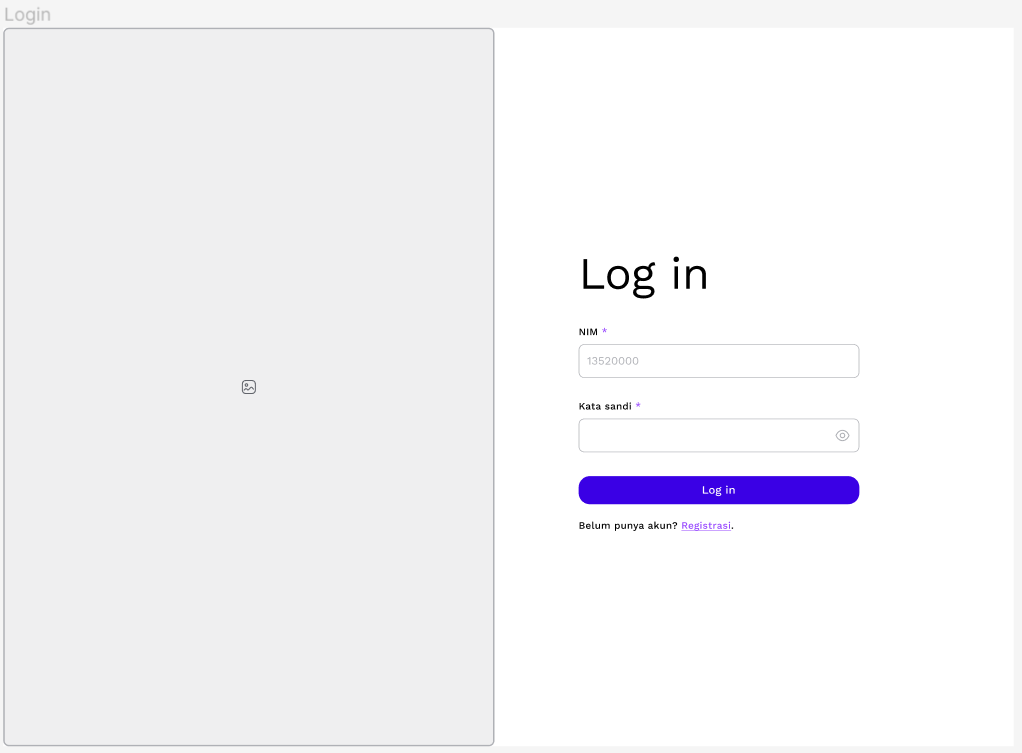 Login
Log in
NIM *
13520000
Kata sandi *
Log in
Belum punya akun? Registrasi.